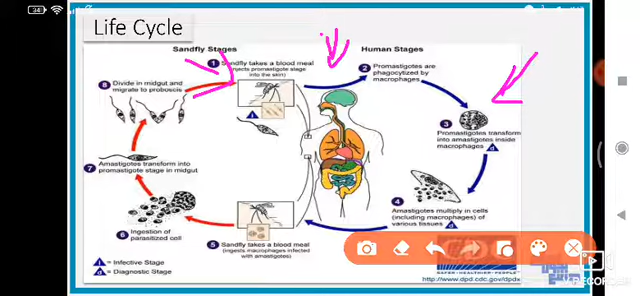 Life Cycle
Sandfly Stages
Human Stages
1 Sandfly takes a blood meal
(injects promastigote stage
into the skin)
2 Promastigotes are
phagocytized by
macrophages
3
Promastigotes transform
into amastigotes inside
macrophages d
4
Amastigotes multiply in cells
(including macrophages) of
various tissues d
5
Sandfly takes a blood meal
(ingests macrophages infected
with amastigotes)
6 Ingestion of
parasitized cell
7 Amastigotes transform into
promastigote stage in midgut
8 Divide in midgut and
migrate to proboscis
i
i = Infective Stage
d = Diagnostic Stage
SAFER·HEALTHIER·PEOPLE
http://www.dpd.cdc.gov/dpdx